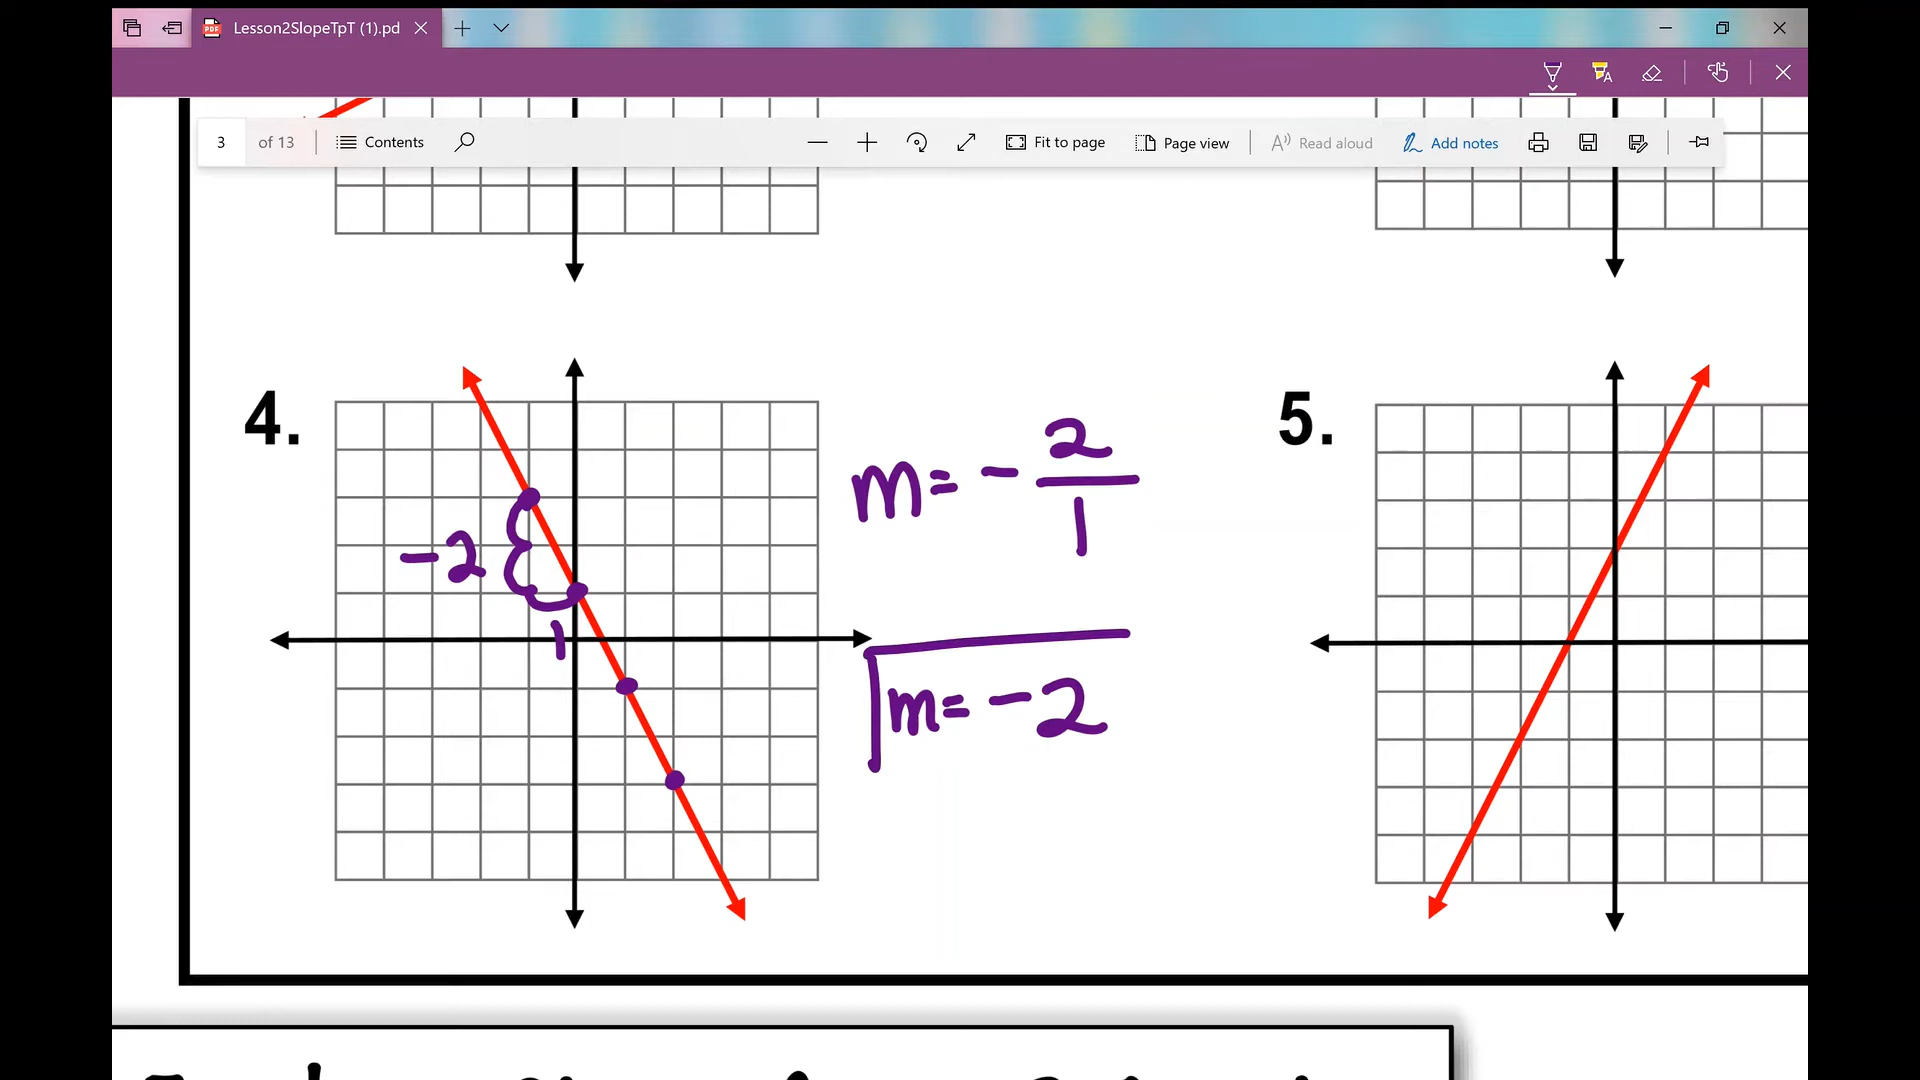 Lesson2SlopeTpT (1).pd
3 of 13 Contents Fit to page Page view Read aloud Add notes
4.
m = - 2/1
-2
1
m = -2
5.